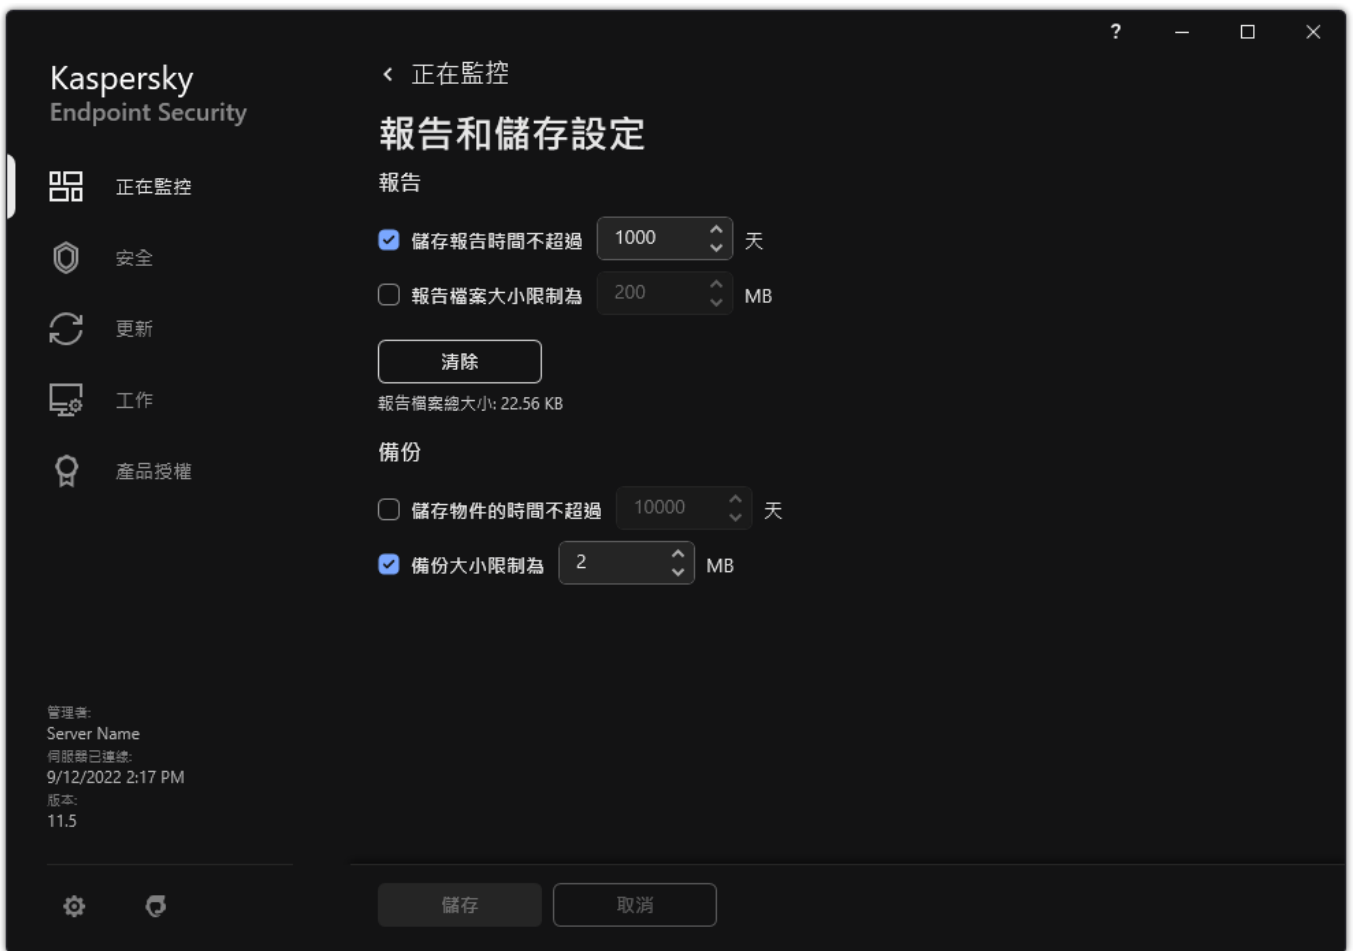 ?
Kaspersky
Endpoint Security
正在監控
安全
更新
工作
產品授權
管理者:
Server Name
伺服器已連線:
9/12/2022 2:17 PM
版本:
11.5
正在監控
報告和儲存設定
報告
儲存報告時間不超過 1000 天
報告檔案大小限制為 200 MB
清除
報告檔案總大小: 22.56 KB
備份
儲存物件的時間不超過 10000 天
備份大小限制為 2 MB
儲存 取消